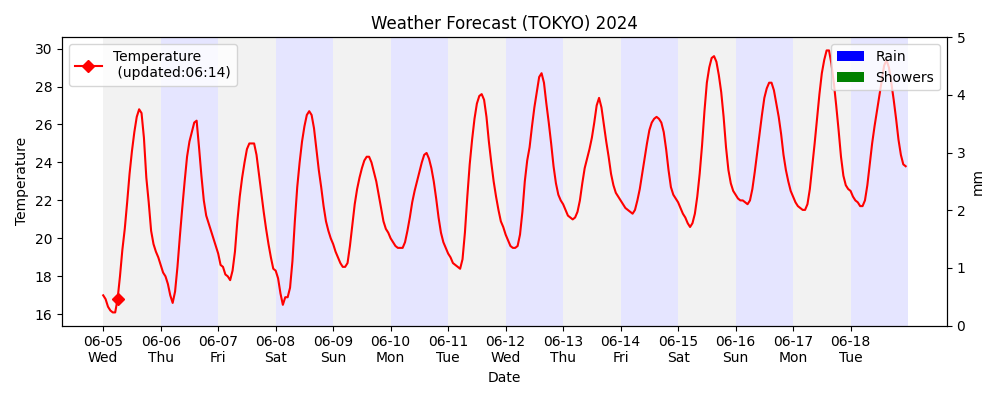 Weather Forecast (TOKYO) 2024
Temperature
(updated:06:14)
Rain
Showers
Temperature
30
28
26
24
22
20
18
16
5
4
3
2
1
0
mm
06-05 06-06 06-07 06-08 06-09 06-10 06-11 06-12 06-13 06-14 06-15 06-16 06-17 06-18
Wed Thu Fri Sat Sun Mon Tue Wed Thu Fri Sat Sun Mon Tue
Date